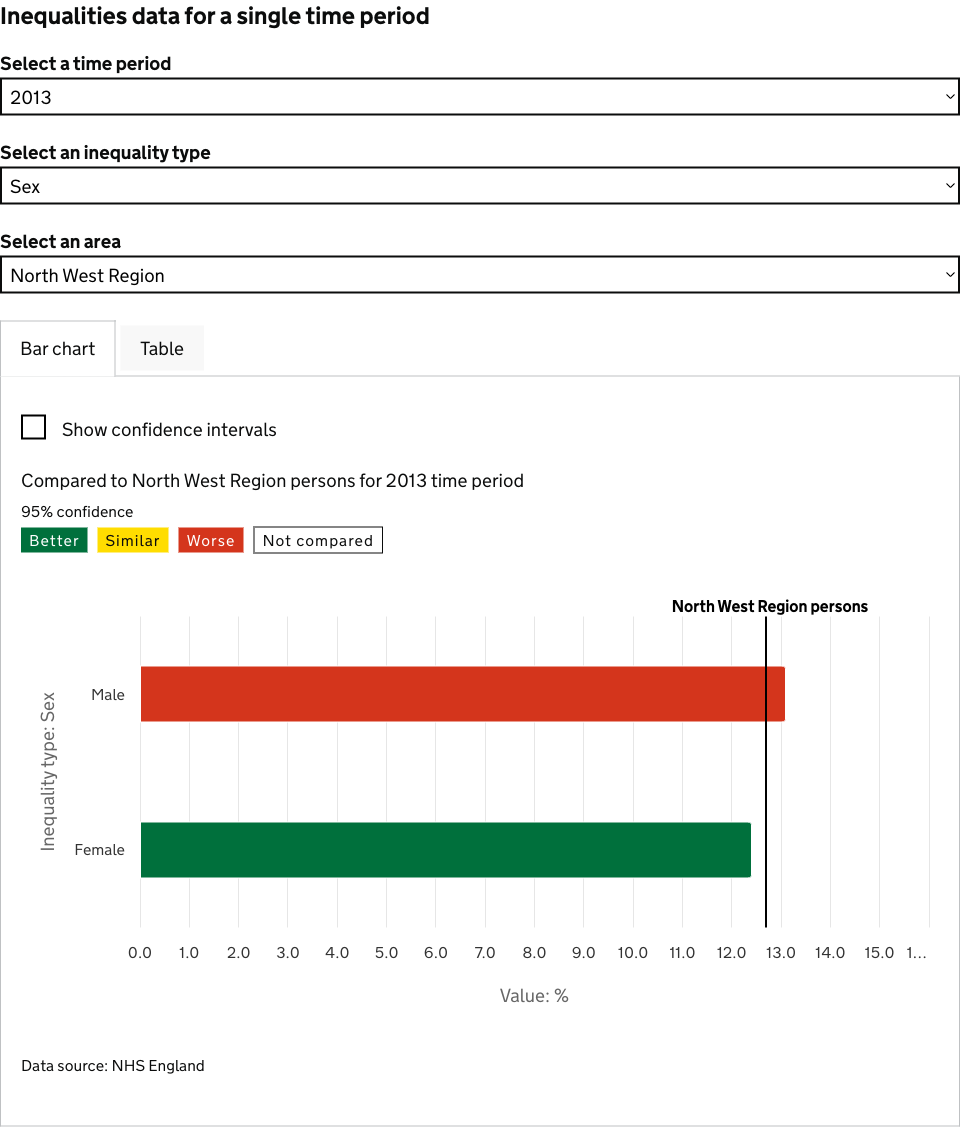 Inequalities data for a single time period
Select a time period
2013
Select an inequality type
Sex
Select an area
North West Region
Bar chart
Table
Show confidence intervals
Compared to North West Region persons for 2013 time period
95% confidence
Better
Similar
Worse
Not compared
North West Region persons
Inequality type: Sex
Male
Female
0.0 1.0 2.0 3.0 4.0 5.0 6.0 7.0 8.0 9.0 10.0 11.0 12.0 13.0 14.0 15.0 1...
Value: %
Data source: NHS England